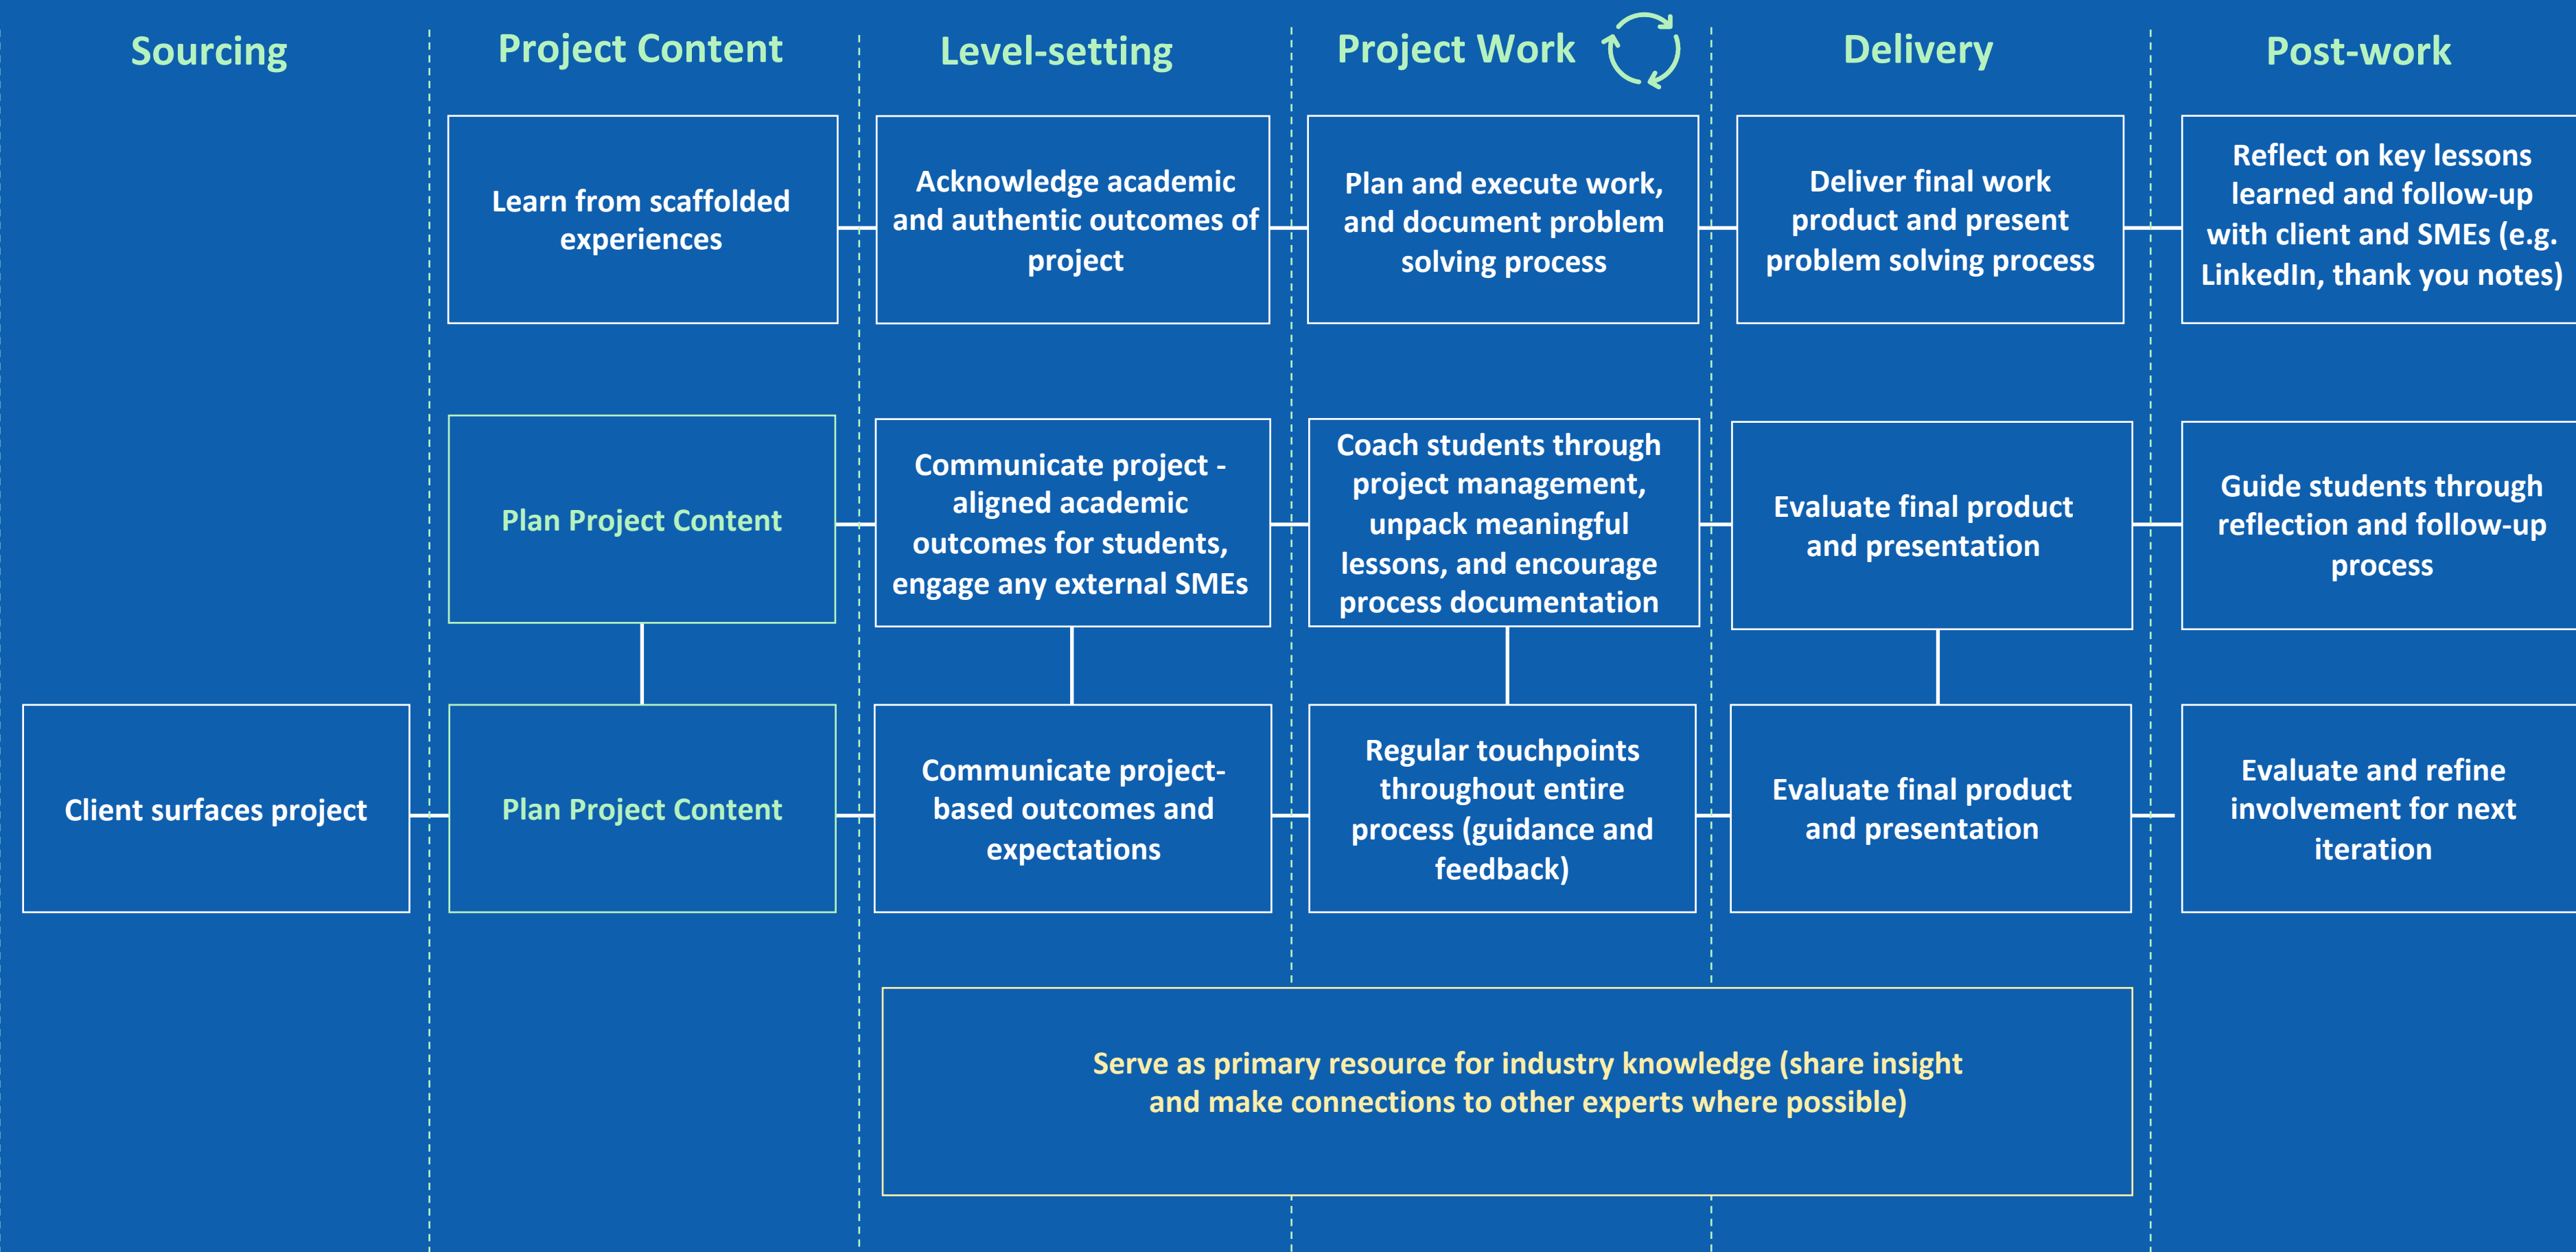 Sourcing
Project Content
Level-setting
Project Work
Delivery
Post-work
Learn from scaffolded
experiences
Acknowledge academic
and authentic outcomes of
project
Plan and execute work,
and document problem
solving process
Deliver final work
product and present
problem solving process
Reflect on key lessons
learned and follow-up
with client and SMEs (e.g.
LinkedIn, thank you notes)
Plan Project Content
Communicate project -
aligned academic
outcomes for students,
engage any external SMEs
Coach students through
project management,
unpack meaningful
lessons, and encourage
process documentation
Evaluate final product
and presentation
Guide students through
reflection and follow-up
process
Client surfaces project
Plan Project Content
Communicate project-
based outcomes and
expectations
Regular touchpoints
throughout entire
process (guidance and
feedback)
Evaluate final product
and presentation
Evaluate and refine
involvement for next
iteration
Serve as primary resource for industry knowledge (share insight
and make connections to other experts where possible)